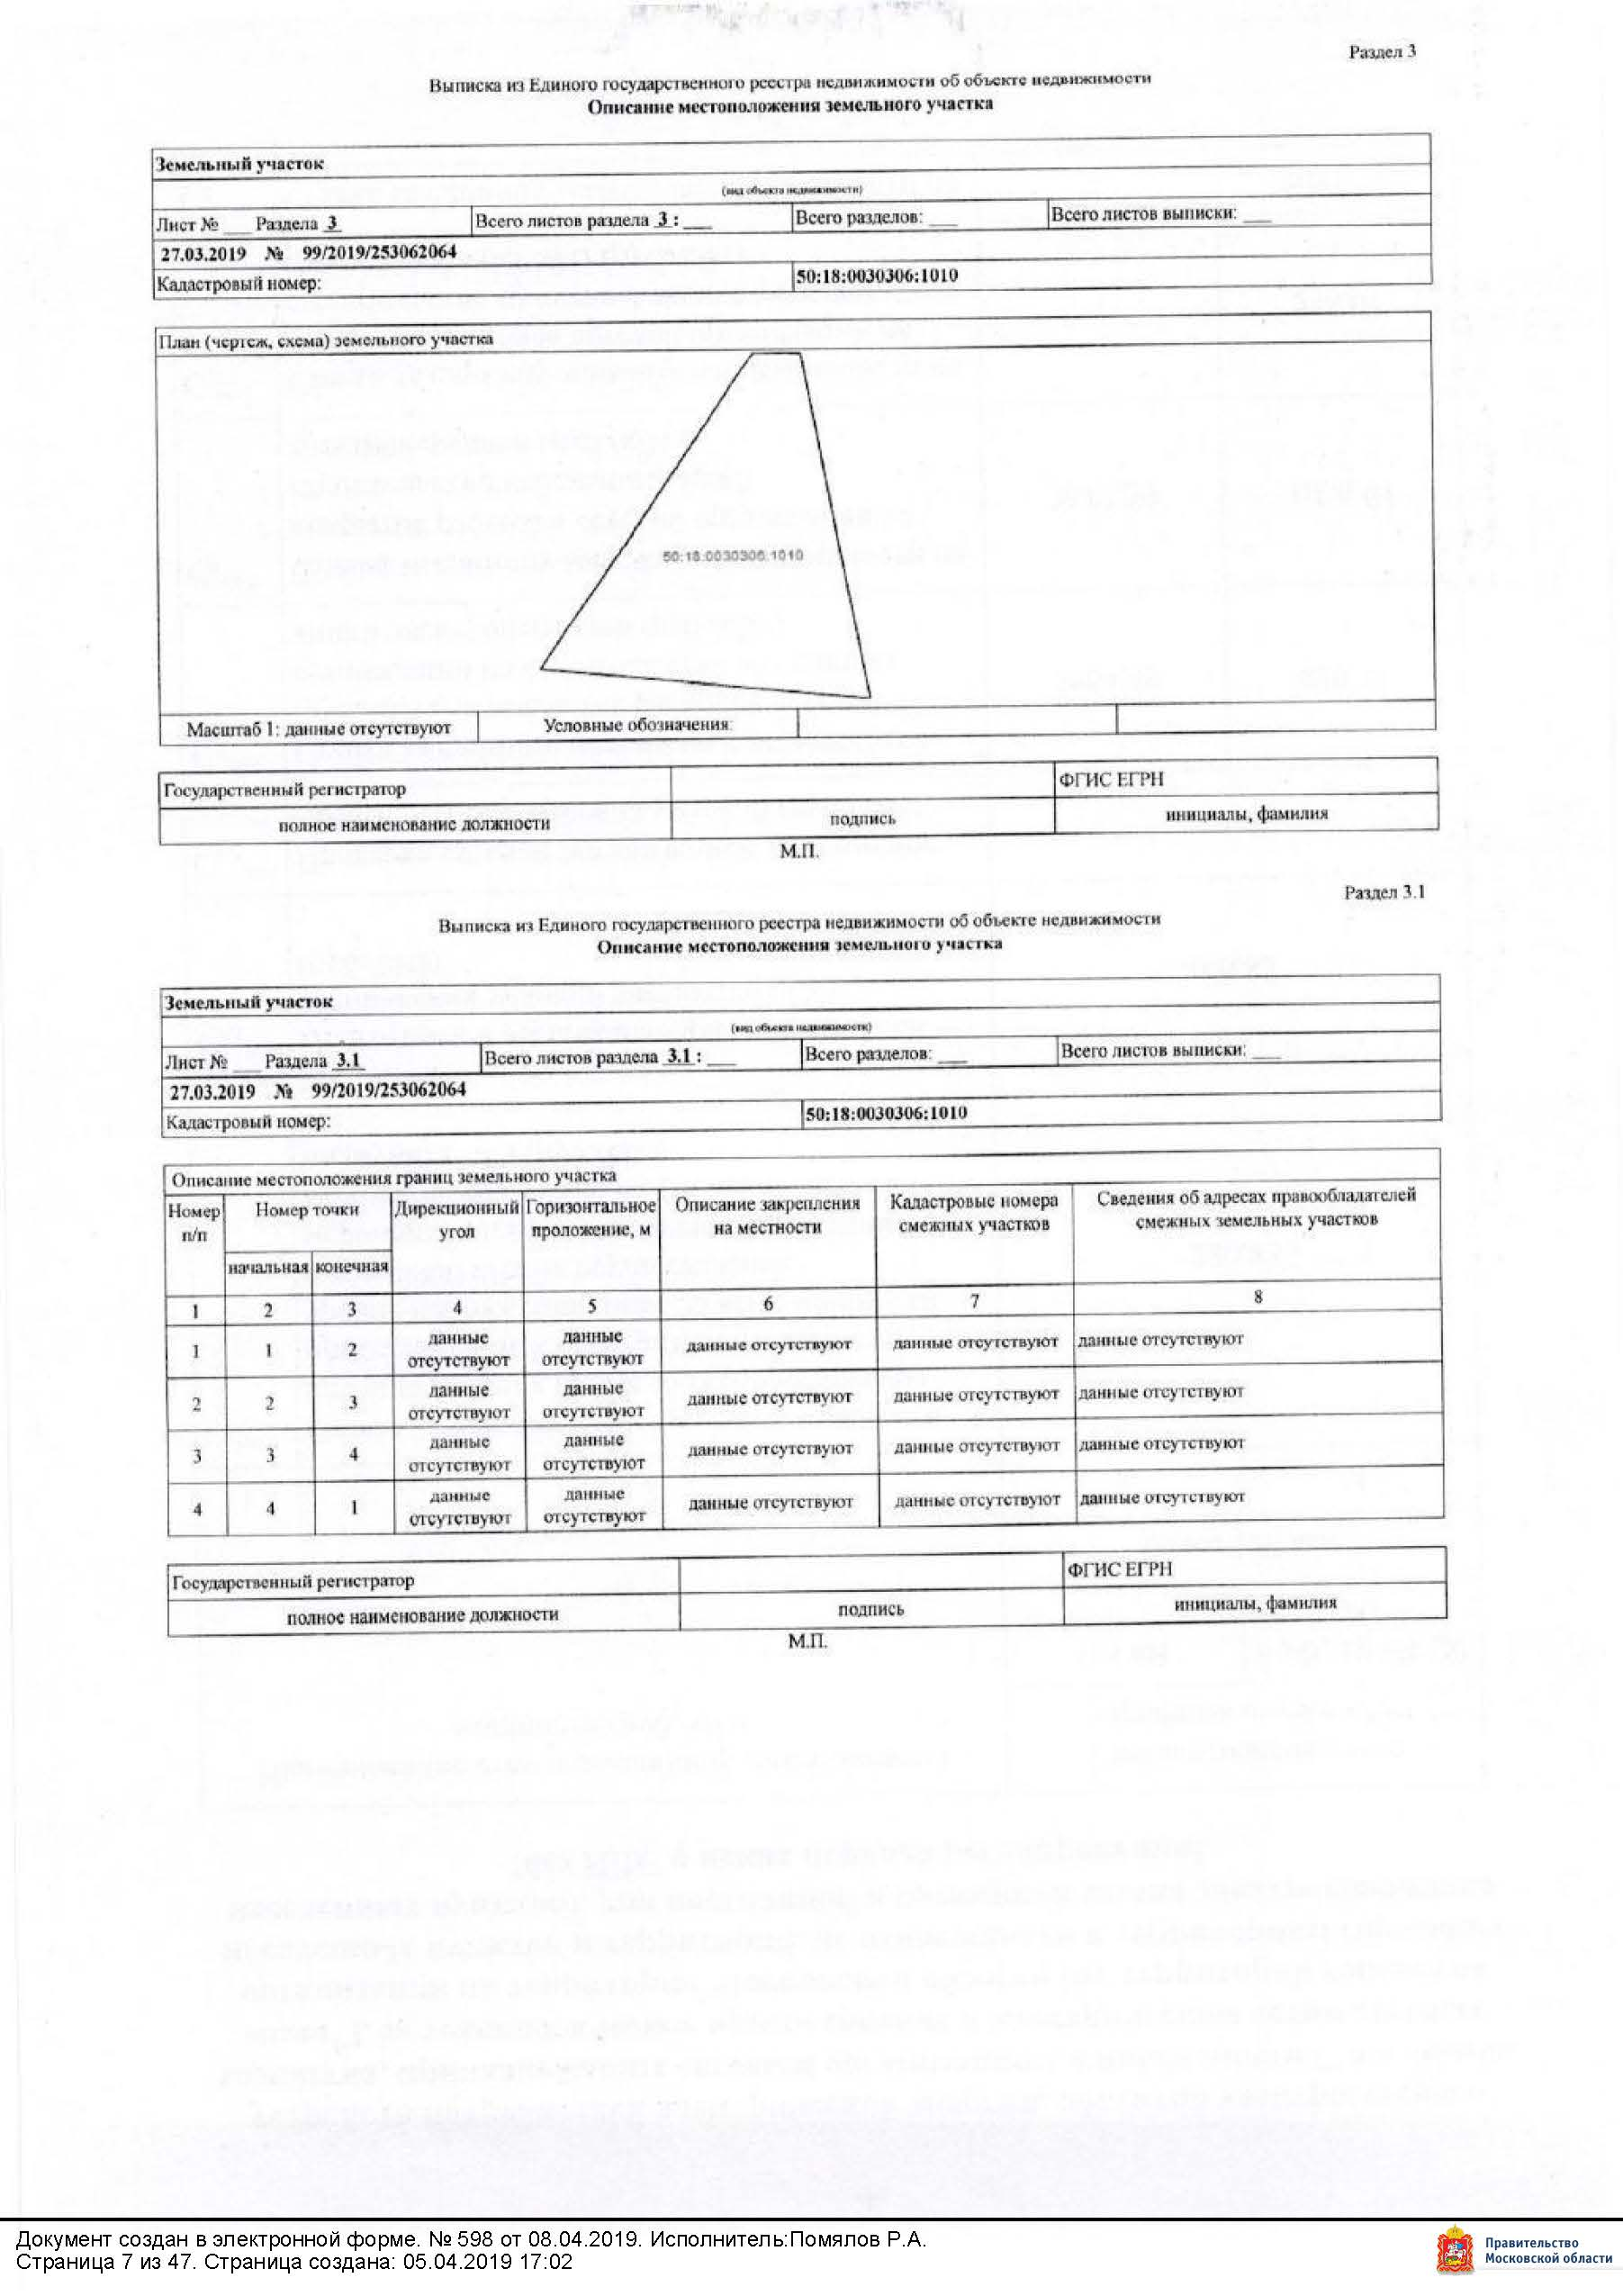 Раздел 3
Выписка из Единого государственного реестра недвижимости об объекте недвижимости
Описание местоположения земельного участка
Земельный участок
(вид объекта недвижимости)
Лист № ___ Раздела 3 Всего листов раздела 3 : ___ Всего разделов: ___ Всего листов выписки: ___
27.03.2019 № 99/2019/253062064
Кадастровый номер: 50:18:0030306:1010
План (чертеж, схема) земельного участка
50:18:0030306:1010
Масштаб 1: данные отсутствуют Условные обозначения:
Государственный регистратор ФГИС ЕГРН
полное наименование должности подпись инициалы, фамилия
М.П.
Раздел 3.1
Выписка из Единого государственного реестра недвижимости об объекте недвижимости
Описание местоположения земельного участка
Земельный участок
(вид объекта недвижимости)
Лист № ___ Раздела 3.1 Всего листов раздела 3.1 : ___ Всего разделов: ___ Всего листов выписки: ___
27.03.2019 № 99/2019/253062064
Кадастровый номер: 50:18:0030306:1010
Описание местоположения границ земельного участка
Номер Номер точки Дирекционный Горизонтальное Описание закрепления Кадастровые номера Сведения об адресах правообладателей
п/п угол проложение, м на местности смежных участков смежных земельных участков
начальная конечная
1 2 3 4 5 6 7 8
1 1 2 данные данные данные отсутствуют данные отсутствуют данные отсутствуют
отсутствуют отсутствуют
2 2 3 данные данные данные отсутствуют данные отсутствуют данные отсутствуют
отсутствуют отсутствуют
3 3 4 данные данные данные отсутствуют данные отсутствуют данные отсутствуют
отсутствуют отсутствуют
4 4 1 данные данные данные отсутствуют данные отсутствуют данные отсутствуют
отсутствуют отсутствуют
Государственный регистратор ФГИС ЕГРН
полное наименование должности подпись инициалы, фамилия
М.П.
Документ создан в электронной форме. № 598 от 08.04.2019. Исполнитель:Помялов Р.А.
Страница 7 из 47. Страница создана: 05.04.2019 17:02
Правительство
Московской области